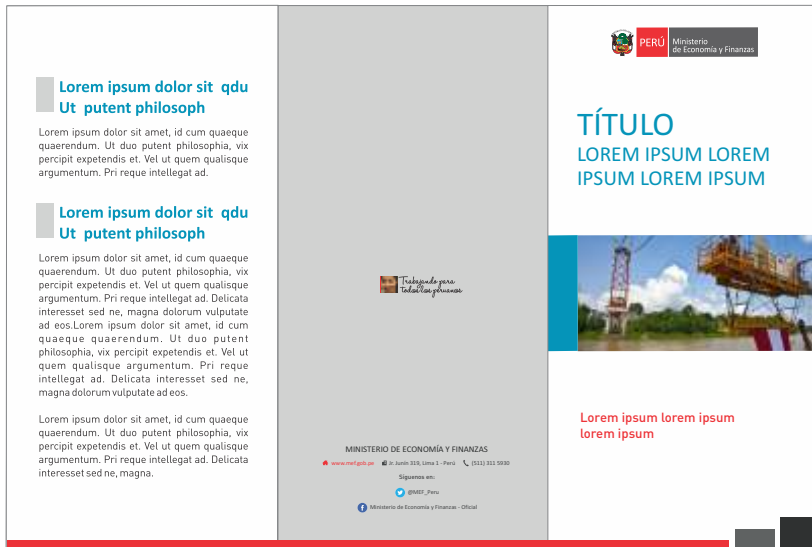 Lorem ipsum dolor sit qdu
Ut putent philosoph
Lorem ipsum dolor sit amet, id cum quaeque
quaerendum. Ut duo putent philosophia, vix
percipit expetendis et. Vel ut quem qualisque
argumentum. Pri reque intellegat ad.
Lorem ipsum dolor sit qdu
Ut putent philosoph
Lorem ipsum dolor sit amet, id cum quaeque
quaerendum. Ut duo putent philosophia, vix
percipit expetendis et. Vel ut quem qualisque
argumentum. Pri reque intellegat ad. Delicata
interesset sed ne, magna dolorum vulputate
ad eos.Lorem ipsum dolor sit amet, id cum
quaeque quaerendum. Ut duo putent
philosophia, vix percipit expetendis et. Vel ut
quem qualisque argumentum. Pri reque
intellegat ad. Delicata interesset sed ne,
magna dolorum vulputate ad eos.
Lorem ipsum dolor sit amet, id cum quaeque
quaerendum. Ut duo putent philosophia, vix
percipit expetendis et. Vel ut quem qualisque
argumentum. Pri reque intellegat ad. Delicata
interesset sed ne, magna.
Trabajando para
todos los peruanos
MINISTERIO DE ECONOMÍA Y FINANZAS
www.mef.gob.pe Jr. Junín 319, Lima 1 - Perú (511) 311 5930
Síguenos en:
@MEF_Peru
Ministerio de Economía y Finanzas - Oficial
PERÚ Ministerio
de Economía y Finanzas
TÍTULO
LOREM IPSUM LOREM
IPSUM LOREM IPSUM
Lorem ipsum lorem ipsum
lorem ipsum